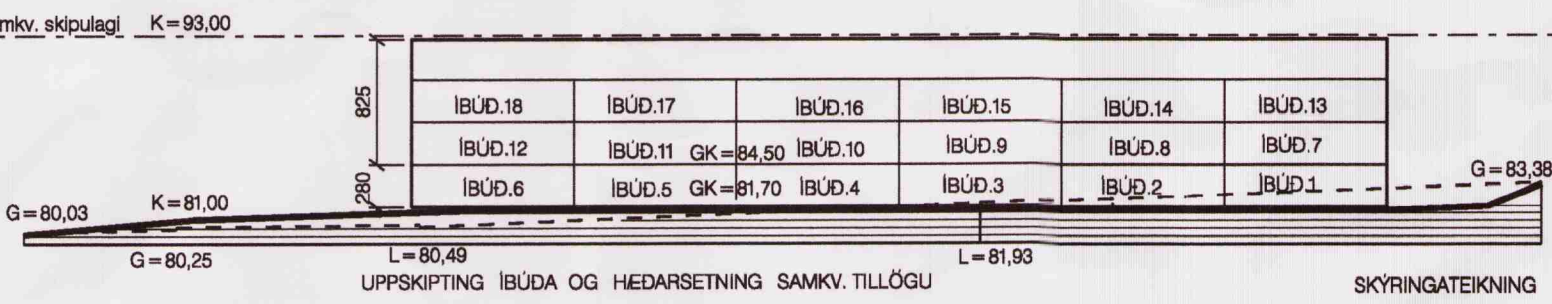 mkv. skipulagi K=93,00
825
ÍBÚÐ.18 ÍBÚÐ.17 ÍBÚÐ.16 ÍBÚÐ.15 ÍBÚÐ.14 ÍBÚÐ.13
ÍBÚÐ.12 ÍBÚÐ.11 GK=84,50 ÍBÚÐ.10 ÍBÚÐ.9 ÍBÚÐ.8 ÍBÚÐ.7
280
ÍBÚÐ.6 ÍBÚÐ.5 GK=81,70 ÍBÚÐ.4 ÍBÚÐ.3 ÍBÚÐ.2 ÍBÚÐ.1 G=83,38
G=80,03 K=81,00
G=80,25 L=80,49 L=81,93
UPPSKIPTING ÍBÚÐA OG HÆÐARSETNING SAMKV. TILLÖGU SKÝRINGATEIKNING